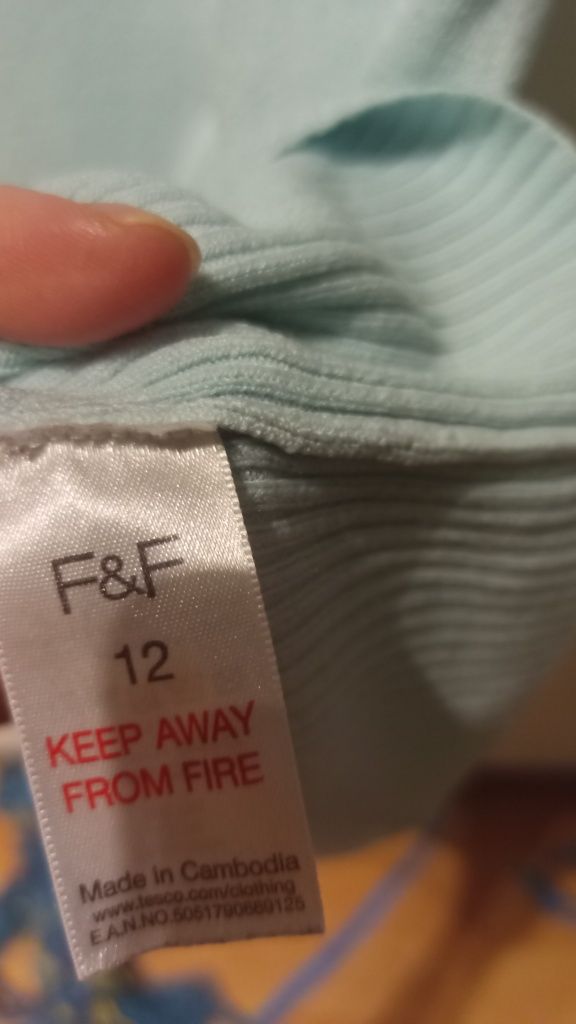 F&F
12
KEEP AWAY
FROM FIRE
Made in Cambodia
www.tesco.com/clothing
E.A.N.NO.5051790669125